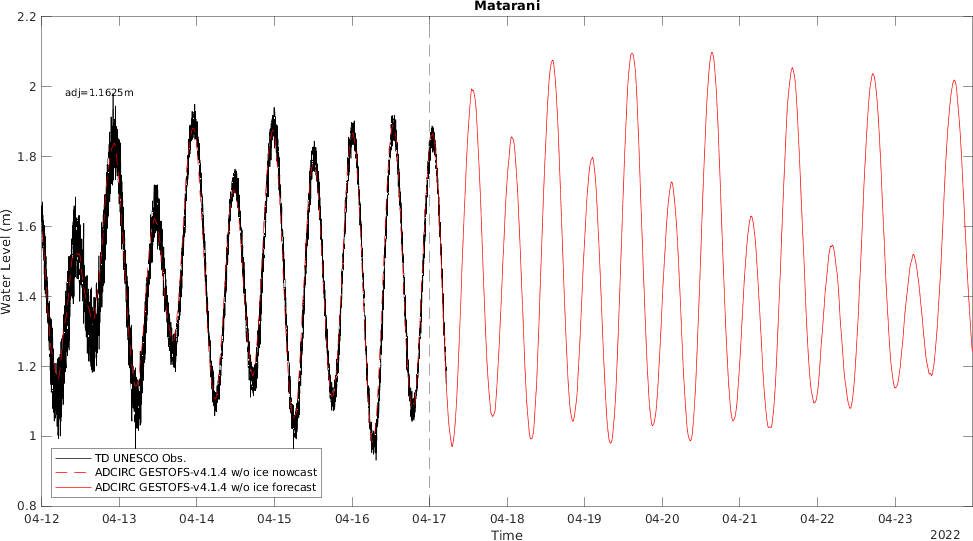 Matarani
2.2
2
1.8
1.6
1.4
1.2
1
0.8
Water Level (m)
adj=1.1625m
TD UNESCO Obs.
ADCIRC GESTOFS-v4.1.4 w/o ice nowcast
ADCIRC GESTOFS-v4.1.4 w/o ice forecast
04-12 04-13 04-14 04-15 04-16 04-17 04-18 04-19 04-20 04-21 04-22 04-23
Time
2022